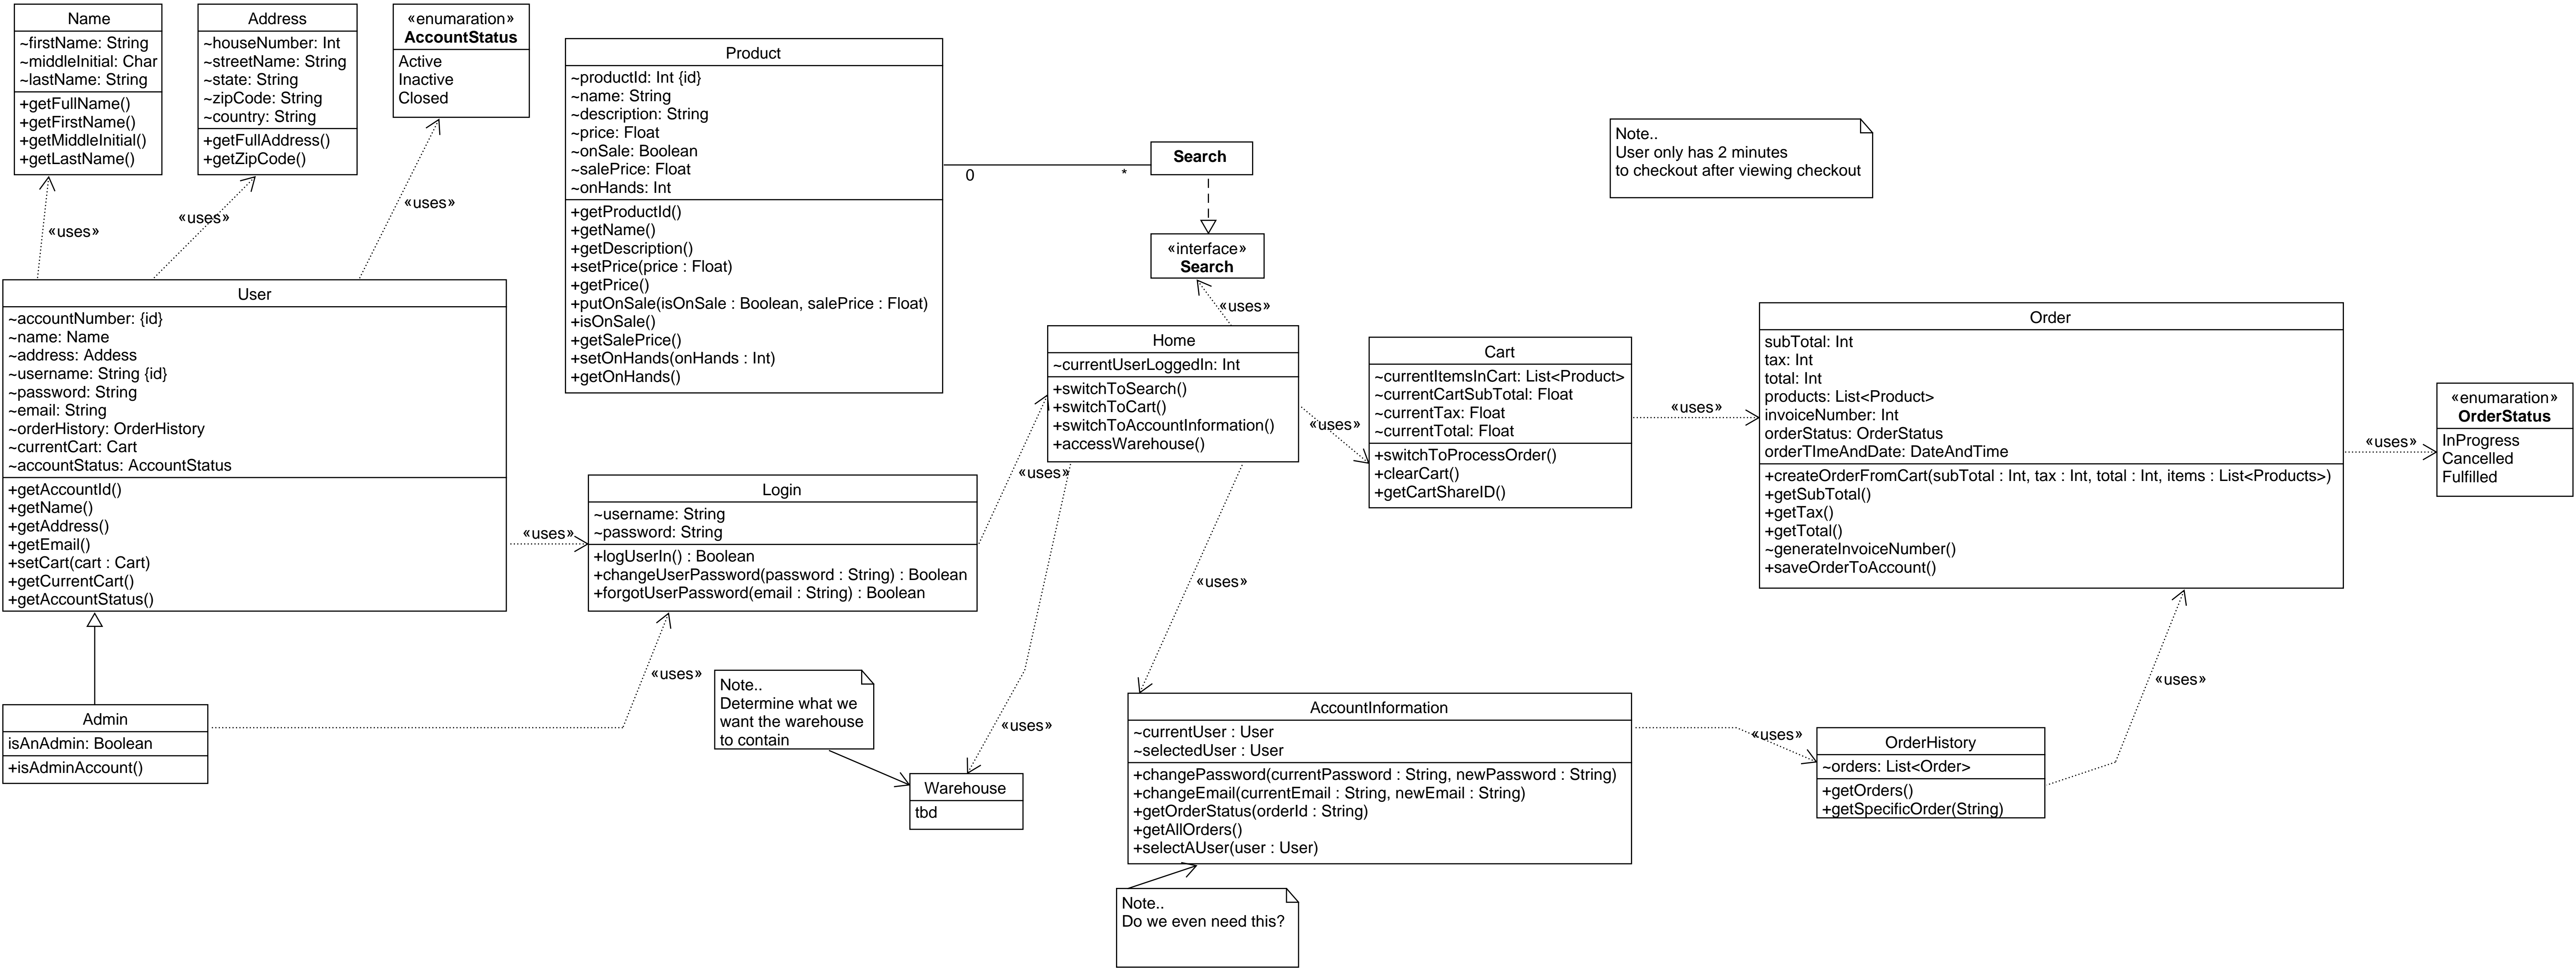 Name
~firstName: String
~middleInitial: Char
~lastName: String
+getFullName()
+getFirstName()
+getMiddleInitial()
+getLastName()
Address
~houseNumber: Int
~streetName: String
~state: String
~zipCode: String
~country: String
+getFullAddress()
+getZipCode()
«enumaration»
AccountStatus
Active
Inactive
Closed
«uses»
«uses»
«uses»
Product
~productId: Int {id}
~name: String
~description: String
~price: Float
~onSale: Boolean
~salePrice: Float
~onHands: Int
+getProductId()
+getName()
+getDescription()
+setPrice(price : Float)
+getPrice()
+putOnSale(isOnSale : Boolean, salePrice : Float)
+isOnSale()
+getSalePrice()
+setOnHands(onHands : Int)
+getOnHands()
0
*
Search
«interface»
Search
«uses»
Note..
User only has 2 minutes
to checkout after viewing checkout
User
~accountNumber: {id}
~name: Name
~address: Addess
~username: String {id}
~password: String
~email: String
~orderHistory: OrderHistory
~currentCart: Cart
~accountStatus: AccountStatus
+getAccountId()
+getName()
+getAddress()
+getEmail()
+setCart(cart : Cart)
+getCurrentCart()
+getAccountStatus()
«uses»
Login
~username: String
~password: String
+logUserIn() : Boolean
+changeUserPassword(password : String) : Boolean
+forgotUserPassword(email : String) : Boolean
«uses»
Home
~currentUserLoggedIn: Int
+switchToSearch()
+switchToCart()
+switchToAccountInformation()
+accessWarehouse()
«uses»
Cart
~currentItemsInCart: List<Product>
~currentCartSubTotal: Float
~currentTax: Float
~currentTotal: Float
+switchToProcessOrder()
+clearCart()
+getCartShareID()
«uses»
Order
subTotal: Int
tax: Int
total: Int
products: List<Product>
invoiceNumber: Int
orderStatus: OrderStatus
orderTImeAndDate: DateAndTime
+createOrderFromCart(subTotal : Int, tax : Int, total : Int, items : List<Products>)
+getSubTotal()
+getTax()
+getTotal()
~generateInvoiceNumber()
+saveOrderToAccount()
«uses»
«enumaration»
OrderStatus
InProgress
Cancelled
Fulfilled
Admin
isAnAdmin: Boolean
+isAdminAccount()
«uses»
Note..
Determine what we
want the warehouse
to contain
«uses»
Warehouse
tbd
«uses»
AccountInformation
~currentUser : User
~selectedUser : User
+changePassword(currentPassword : String, newPassword : String)
+changeEmail(currentEmail : String, newEmail : String)
+getOrderStatus(orderId : String)
+getAllOrders()
+selectAUser(user : User)
«uses»
OrderHistory
~orders: List<Order>
+getOrders()
+getSpecificOrder(String)
«uses»
Note..
Do we even need this?